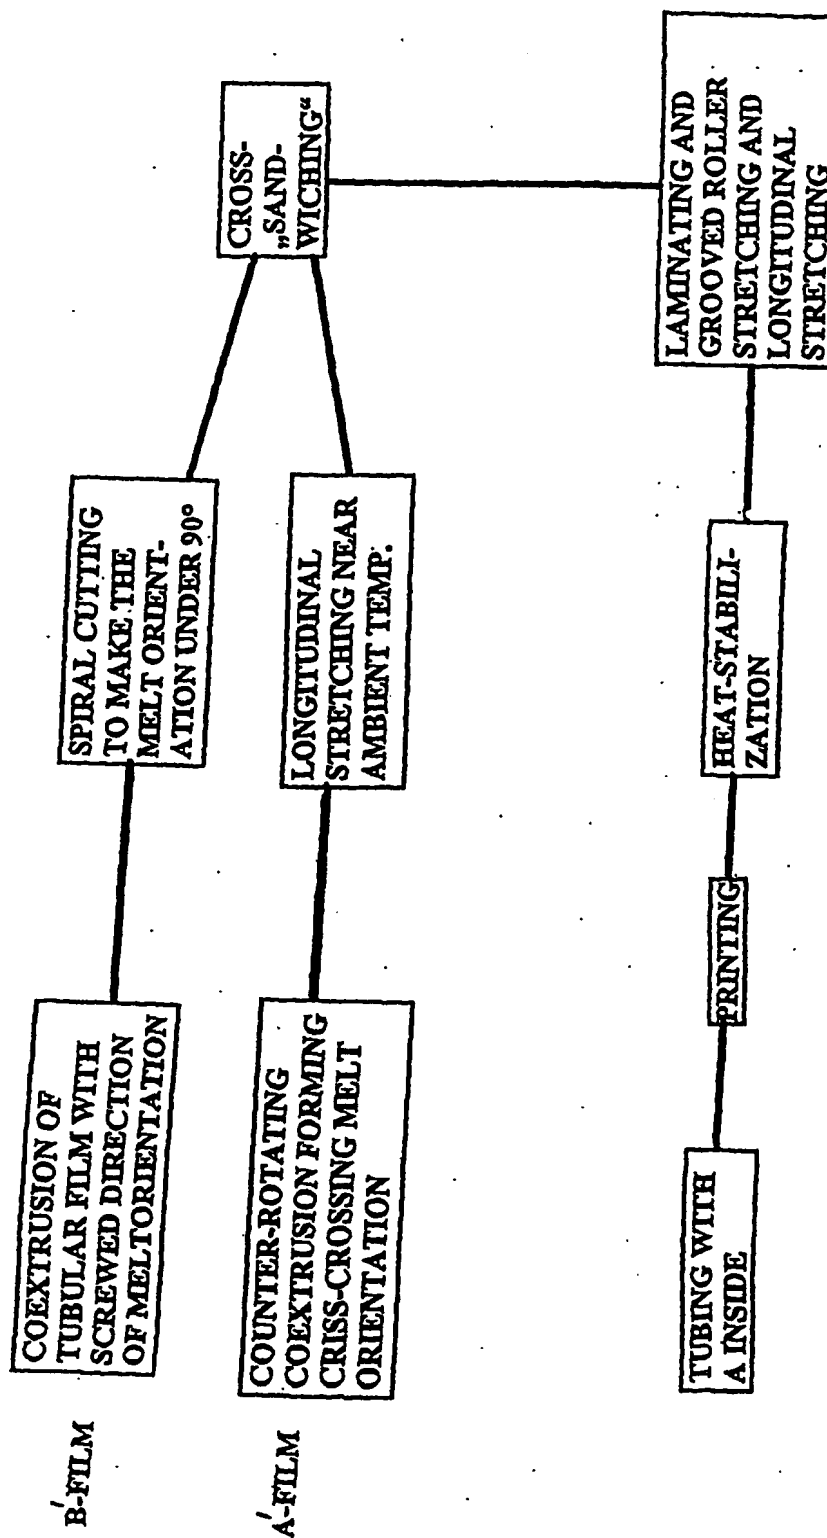 B'-FILM
COEXTRUSION OF
TUBULAR FILM WITH
SCREWED DIRECTION
OF MELTORIENTATION
SPIRAL CUTTING
TO MAKE THE
MELT ORIENT-
ATION UNDER 90°
A'-FILM
COUNTER-ROTATING
COEXTRUSION FORMING
CRISS-CROSSING MELT
ORIENTATION
LONGITUDINAL
STRETCHING NEAR
AMBIENT TEMP.
CROSS-
„SAND-
WICHING“
LAMINATING AND
GROOVED ROLLER
STRETCHING AND
LONGITUDINAL
STRETCHING
HEAT-STABILI-
ZATION
PRINTING
TUBING WITH
A INSIDE